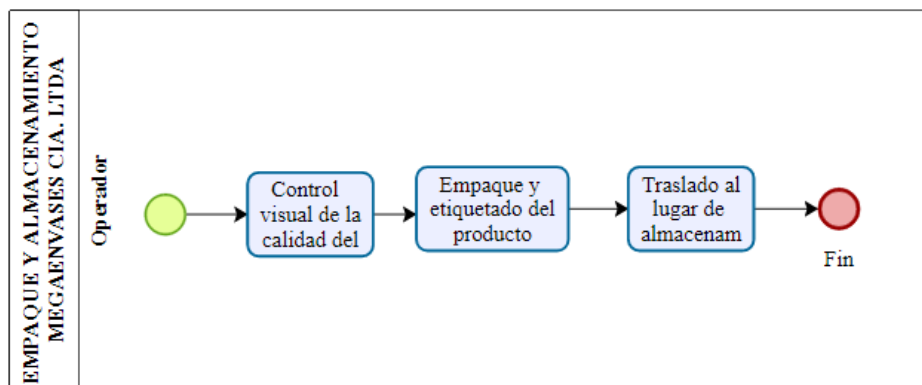 EMPAQUE Y ALMACENAMIENTO
MEGAENVASES CIA. LTDA
Operador
Control
visual de la
calidad del
Empaque y
etiquetado del
producto
Traslado al
lugar de
almacenam
Fin